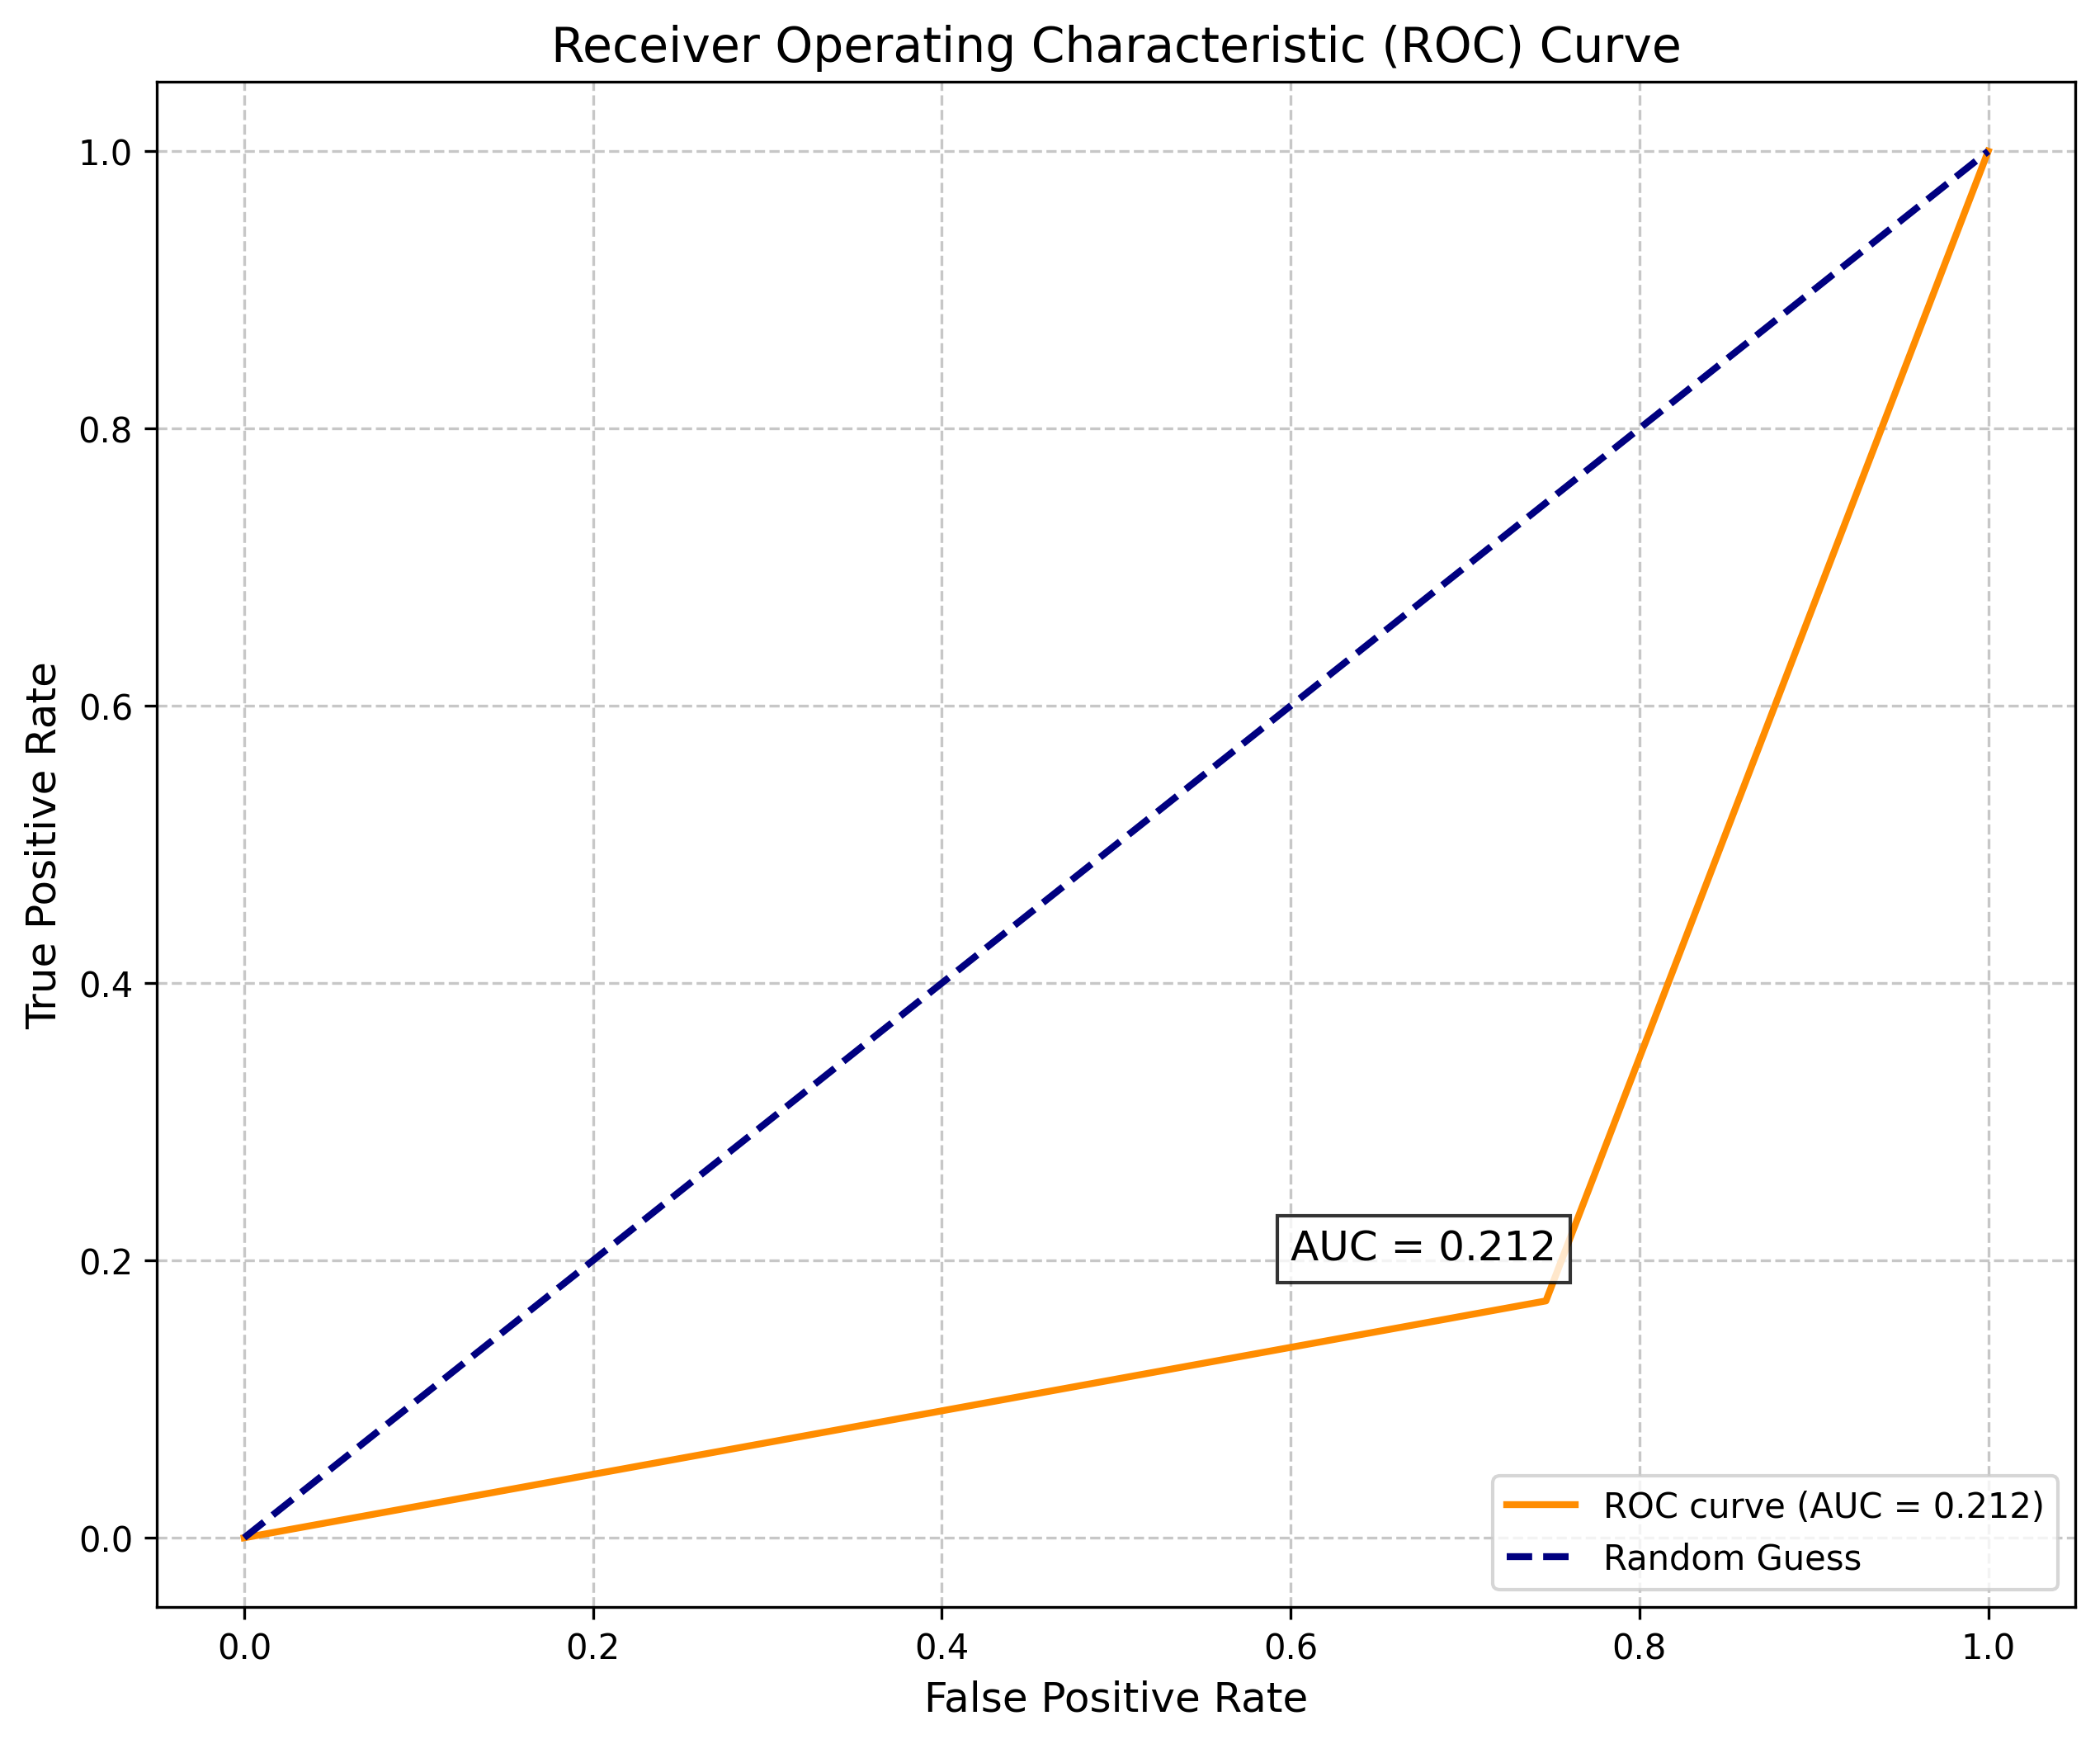 Receiver Operating Characteristic (ROC) Curve
1.0
0.8
0.6
0.4
0.2
0.0
True Positive Rate
AUC = 0.212
ROC curve (AUC = 0.212)
Random Guess
0.0 0.2 0.4 0.6 0.8 1.0
False Positive Rate